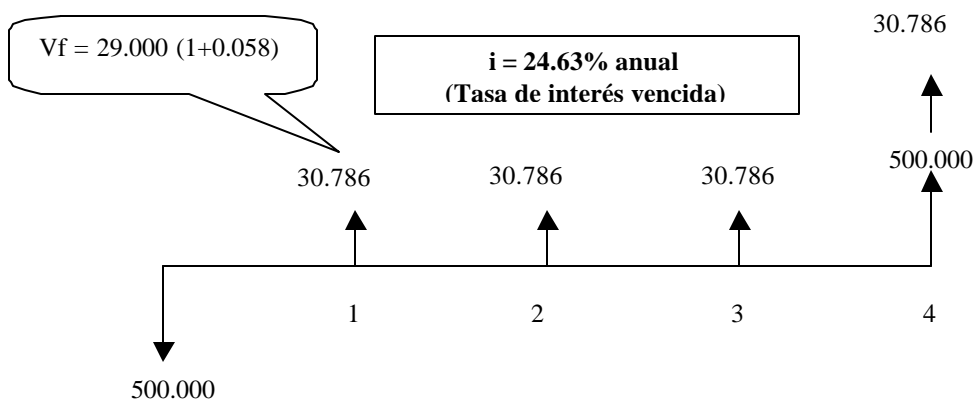 30.786
Vf = 29.000 (1+0.058)
i = 24.63% anual
(Tasa de interés vencida)
500.000
30.786 30.786 30.786
1 2 3 4
500.000